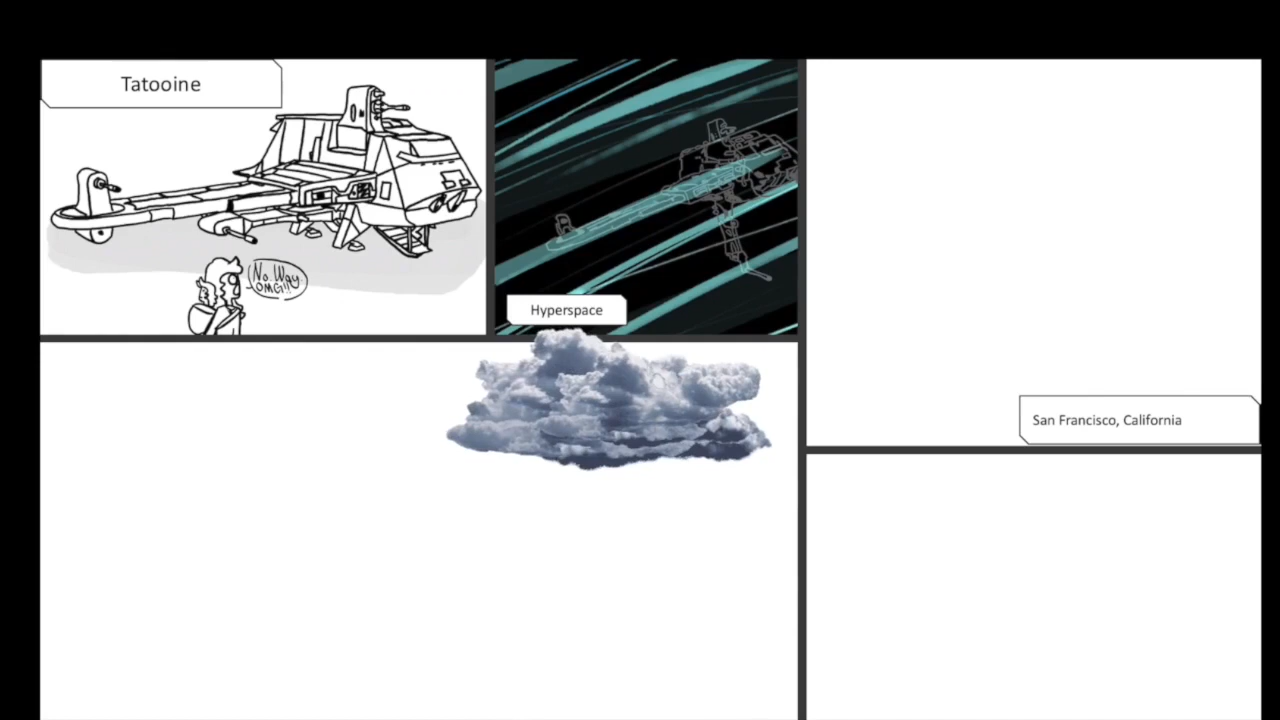 Tatooine
No Way
OMG!!
Hyperspace
San Francisco, California